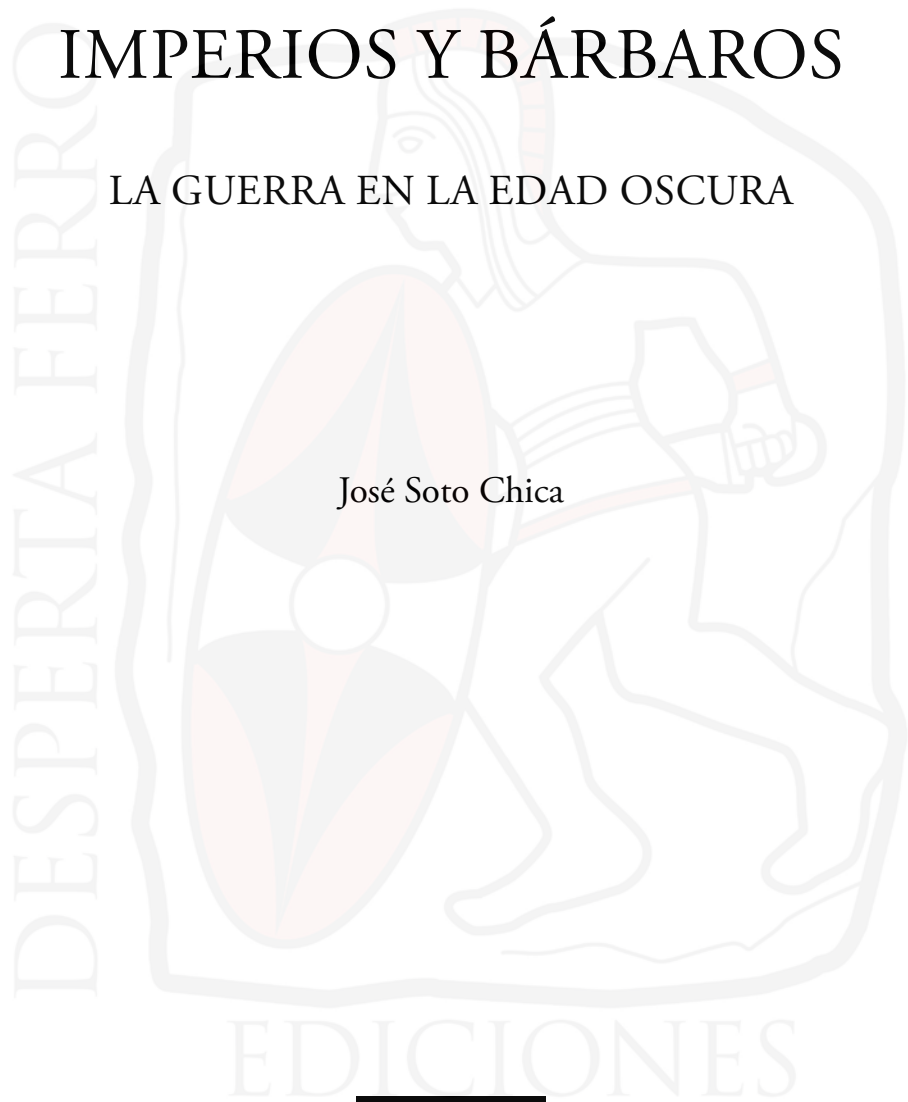 IMPERIOS Y BÁRBAROS
LA GUERRA EN LA EDAD OSCURA
José Soto Chica
DESPERTA FERRO
EDICIONES